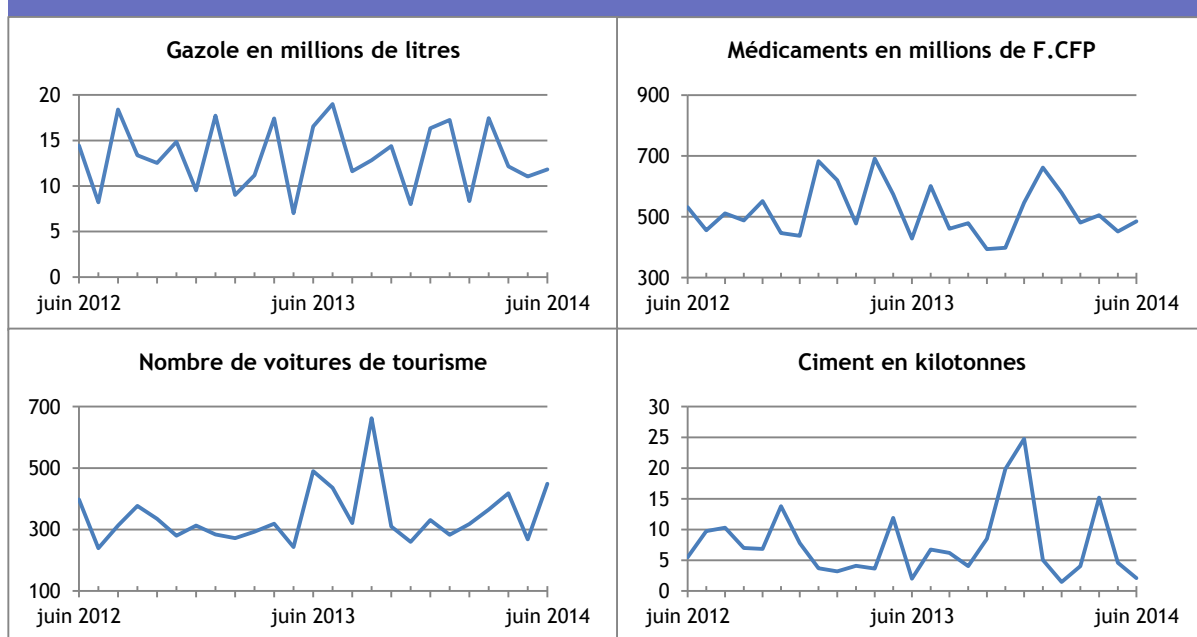 Gazole en millions de litres
20
15
10
5
0
juin 2012 juin 2013 juin 2014
Médicaments en millions de F.CFP
900
700
500
300
juin 2012 juin 2013 juin 2014
Nombre de voitures de tourisme
700
500
300
100
juin 2012 juin 2013 juin 2014
Ciment en kilotonnes
30
25
20
15
10
5
0
juin 2012 juin 2013 juin 2014